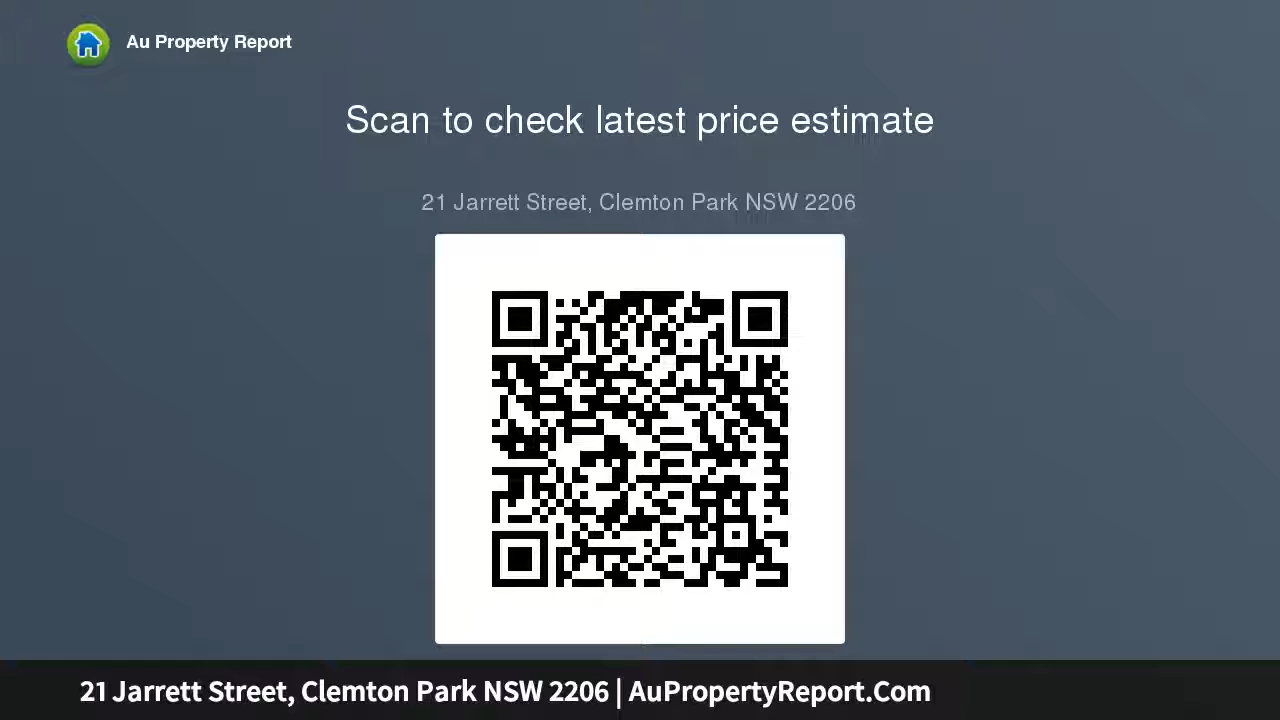 Au Property Report
Scan to check latest price estimate
21 Jarrett Street, Clemton Park NSW 2206
21 Jarrett Street, Clemton Park NSW 2206 | AuPropertyReport.Com